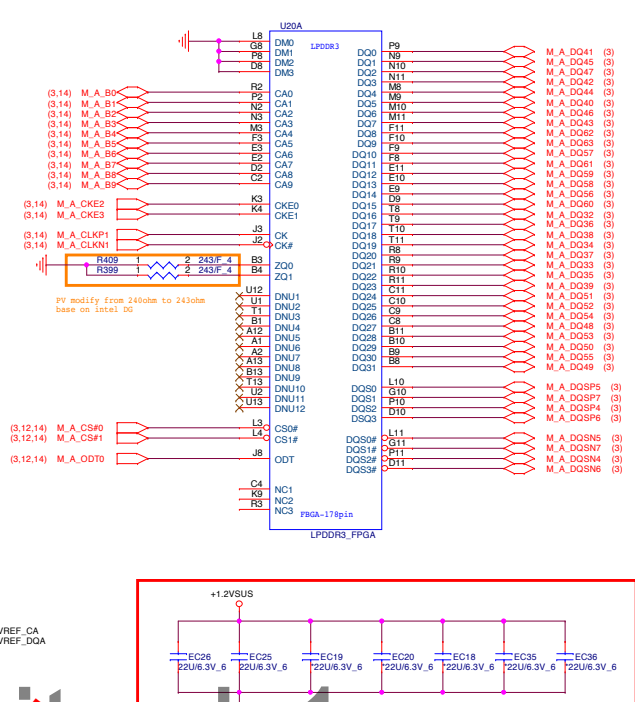 U20A
LPDDR3
L8 DM0
G8 DM1
P8 DM2
D8 DM3
(3,14) M_A_B0 R2 CA0
(3,14) M_A_B1 P2 CA1
(3,14) M_A_B2 N2 CA2
(3,14) M_A_B3 N3 CA3
(3,14) M_A_B4 M3 CA4
(3,14) M_A_B5 F3 CA5
(3,14) M_A_B6 E3 CA6
(3,14) M_A_B7 E2 CA7
(3,14) M_A_B8 D2 CA8
(3,14) M_A_B9 C2 CA9
(3,14) M_A_CKE2 K3 CKE0
(3,14) M_A_CKE3 K4 CKE1
(3,14) M_A_CLKP1 J3 CK
(3,14) M_A_CLKN1 J2 CK#
R409 1 2 243/F_4 B3 ZQ0
R399 1 2 243/F_4 B4 ZQ1
PV modify from 240ohm to 243ohm
base on intel DG
U12 DNU1
U1 DNU2
T1 DNU3
B1 DNU4
A12 DNU5
A1 DNU6
A2 DNU7
A13 DNU8
B13 DNU9
T13 DNU10
U2 DNU11
U13 DNU12
(3,12,14) M_A_CS#0 L3 CS0#
(3,12,14) M_A_CS#1 L4 CS1#
(3,12,14) M_A_ODT0 J8 ODT
C4 NC1
K9 NC2
R3 NC3
DQ0 P9 M_A_DQ41 (3)
DQ1 N9 M_A_DQ45 (3)
DQ2 N10 M_A_DQ47 (3)
DQ3 N11 M_A_DQ42 (3)
DQ4 M8 M_A_DQ44 (3)
DQ5 M9 M_A_DQ40 (3)
DQ6 M10 M_A_DQ46 (3)
DQ7 M11 M_A_DQ43 (3)
DQ8 F11 M_A_DQ62 (3)
DQ9 F10 M_A_DQ63 (3)
DQ10 F9 M_A_DQ57 (3)
DQ11 F8 M_A_DQ61 (3)
DQ12 E11 M_A_DQ59 (3)
DQ13 E10 M_A_DQ58 (3)
DQ14 E9 M_A_DQ56 (3)
DQ15 D9 M_A_DQ60 (3)
DQ16 T8 M_A_DQ32 (3)
DQ17 T9 M_A_DQ36 (3)
DQ18 T10 M_A_DQ38 (3)
DQ19 T11 M_A_DQ34 (3)
DQ20 R8 M_A_DQ37 (3)
DQ21 R9 M_A_DQ33 (3)
DQ22 R10 M_A_DQ35 (3)
DQ23 R11 M_A_DQ39 (3)
DQ24 C11 M_A_DQ51 (3)
DQ25 C10 M_A_DQ52 (3)
DQ26 C9 M_A_DQ54 (3)
DQ27 C8 M_A_DQ48 (3)
DQ28 B11 M_A_DQ53 (3)
DQ29 B10 M_A_DQ50 (3)
DQ30 B9 M_A_DQ55 (3)
DQ31 B8 M_A_DQ49 (3)
DQS0 L10 M_A_DQSP5 (3)
DQS1 G10 M_A_DQSP7 (3)
DQS2 P10 M_A_DQSP4 (3)
DSQ3 D10 M_A_DQSP6 (3)
DQS0# L11 M_A_DQSN5 (3)
DQS1# G11 M_A_DQSN7 (3)
DQS2# P11 M_A_DQSN4 (3)
DQS3# D11 M_A_DQSN6 (3)
FBGA-178pin
LPDDR3_FPGA
+1.2VSUS
VREF_CA
VREF_DQA
EC26 EC25 EC19 EC20 EC18 EC35 EC36
*22U/6.3V_6 22U/6.3V_6 *22U/6.3V_6 *22U/6.3V_6 *22U/6.3V_6 *22U/6.3V_6 *22U/6.3V_6